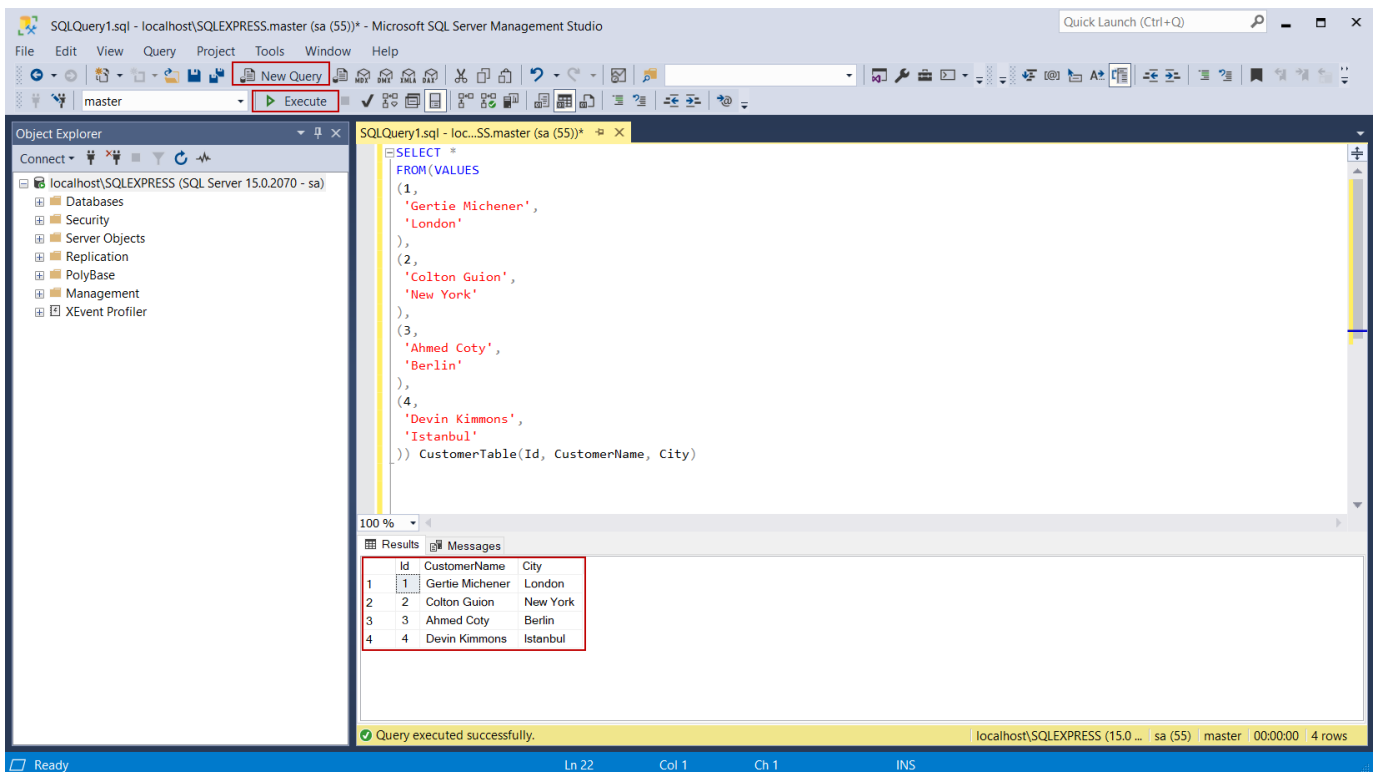 SQLQuery1.sql - localhost\SQLEXPRESS.master (sa (55))* - Microsoft SQL Server Management Studio
Quick Launch (Ctrl+Q)
File Edit View Query Project Tools Window Help
New Query MDX DMX XMLA DAX
master Execute
Object Explorer
SQLQuery1.sql - loc...SS.master (sa (55))*
Connect
localhost\SQLEXPRESS (SQL Server 15.0.2070 - sa)
Databases
Security
Server Objects
Replication
PolyBase
Management
XEvent Profiler
SELECT *
FROM(VALUES
(1,
'Gertie Michener',
'London'
),
(2,
'Colton Guion',
'New York'
),
(3,
'Ahmed Coty',
'Berlin'
),
(4,
'Devin Kimmons',
'Istanbul'
)) CustomerTable(Id, CustomerName, City)
100 %
Results Messages
Id CustomerName City
1 1 Gertie Michener London
2 2 Colton Guion New York
3 3 Ahmed Coty Berlin
4 4 Devin Kimmons Istanbul
Query executed successfully.
localhost\SQLEXPRESS (15.0 ... sa (55) master 00:00:00 4 rows
Ready Ln 22 Col 1 Ch 1 INS